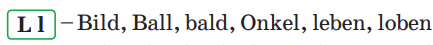 L l – Bild, Ball, bald, Onkel, leben, loben